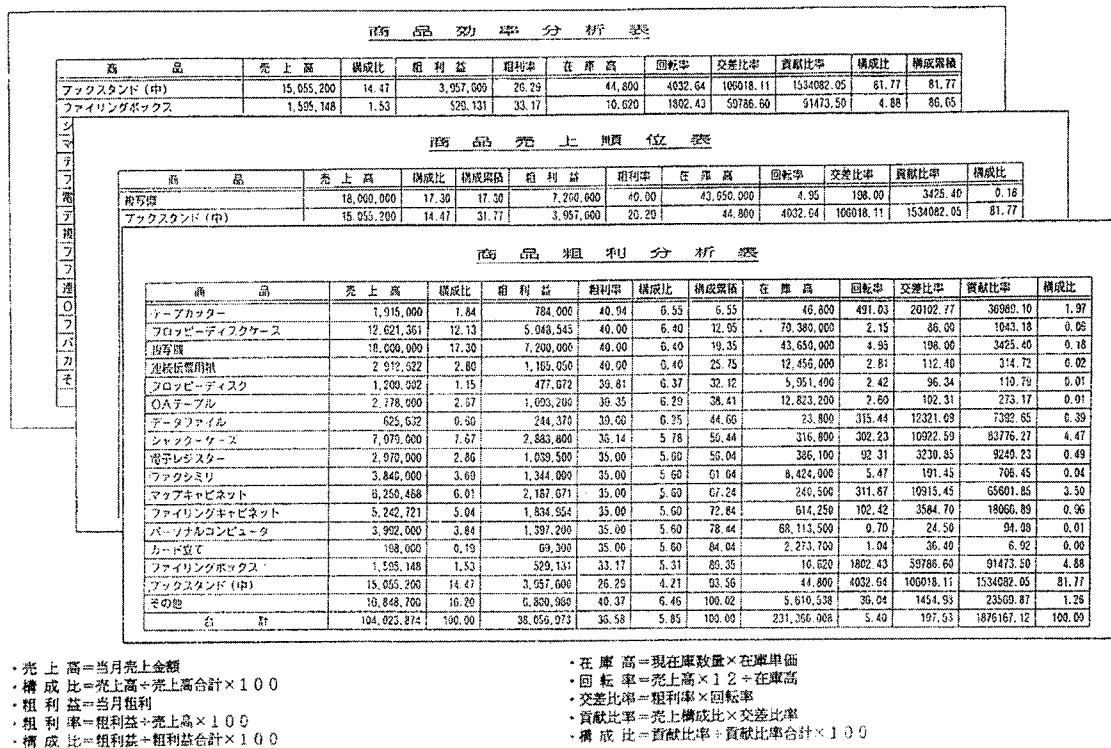 商品効率分析表
商品 売上高 構成比 粗利益 粗利率 在庫高 回転率 交差比率 貢献比率 構成比 構成累積
ブックスタンド（中） 15,055,200 14.47 3,957,600 26.29 44,800 4032.64 106018.11 1534082.05 81.77 81.77
ファイリングボックス 1,595,148 1.53 529,131 33.17 10,620 1802.43 59786.60 91473.50 4.88 86.65
シ
マ
テ
フ
電
デ
複
フ
フ
連
O
フ
パ
カ
そ
商品売上順位表
商品 売上高 構成比 構成累積 粗利益 粗利率 在庫高 回転率 交差比率 貢献比率 構成比
複写機 18,000,000 17.30 17.30 7,200,000 40.00 43,650,000 4.95 198.00 3425.40 0.18
ブックスタンド（中） 15,055,200 14.47 31.77 3,957,600 26.29 44,800 4032.64 106018.11 1534082.05 81.77
商品粗利分析表
商品 売上高 構成比 粗利益 粗利率 構成比 構成累積 在庫高 回転率 交差比率 貢献比率 構成比
テープカッター 1,915,000 1.84 784,000 40.94 6.55 6.55 46,800 491.03 20102.77 36989.10 1.97
フロッピーディスクケース 12,621,361 12.13 5,048,545 40.00 6.40 12.95 70,380,000 2.15 86.00 1043.18 0.06
複写機 18,000,000 17.30 7,200,000 40.00 6.40 19.35 43,650,000 4.95 198.00 3425.40 0.18
連続伝票用紙 2,912,622 2.80 1,165,050 40.00 6.40 25.75 12,456,000 2.81 112.40 314.72 0.02
フロッピーディスク 1,200,002 1.15 477,672 39.81 6.37 32.12 5,951,400 2.42 96.34 110.79 0.01
OAテーブル 2,778,000 2.67 1,093,200 39.35 6.29 38.41 12,823,200 2.60 102.31 273.17 0.01
データファイル 625,632 0.60 244,370 39.00 6.25 44.66 23,800 315.44 12321.09 7392.65 0.39
シャッターケース 7,979,000 7.67 2,883,800 36.14 5.78 50.44 316,800 302.23 10922.59 83776.27 4.47
電子レジスター 2,970,000 2.86 1,039,500 35.00 5.60 56.04 386,100 92.31 3230.85 9240.23 0.49
ファクシミリ 3,840,000 3.69 1,344,000 35.00 5.60 61.64 8,424,000 5.47 191.45 706.45 0.04
マップキャビネット 6,250,488 6.01 2,187,671 35.00 5.60 67.24 240,500 311.87 10915.45 65601.85 3.50
ファイリングキャビネット 5,242,721 5.04 1,834,954 35.00 5.60 72.84 614,250 102.42 3584.70 18066.89 0.96
パーソナルコンピュータ 3,992,000 3.84 1,397,200 35.00 5.60 78.44 68,113,500 0.70 24.50 94.08 0.01
カード立て 198,000 0.19 69,300 35.00 5.60 84.04 2,273,700 1.04 36.40 6.92 0.00
ファイリングボックス 1,595,148 1.53 529,131 33.17 5.31 89.35 10,620 1802.43 59786.60 91473.50 4.88
ブックスタンド（中） 15,055,200 14.47 3,957,600 26.29 4.21 93.56 44,800 4032.64 106018.11 1534082.05 81.77
その他 16,848,700 16.20 6,800,980 40.37 6.46 100.02 5,610,538 36.04 1454.93 23569.87 1.26
合計 104,023,874 100.00 38,056,073 36.58 5.85 100.00 231,366,008 5.40 197.53 1876167.12 100.00
・売上高＝当月売上金額
・構成比＝売上高÷売上高合計×100
・粗利益＝当月粗利
・粗利率＝粗利益÷売上高×100
・構成比＝粗利益÷粗利益合計×100
・在庫高＝現在庫数量×在庫単価
・回転率＝売上高×12÷在庫高
・交差比率＝粗利率×回転率
・貢献比率＝売上構成比×交差比率
・構成比＝貢献比率÷貢献比率合計×100